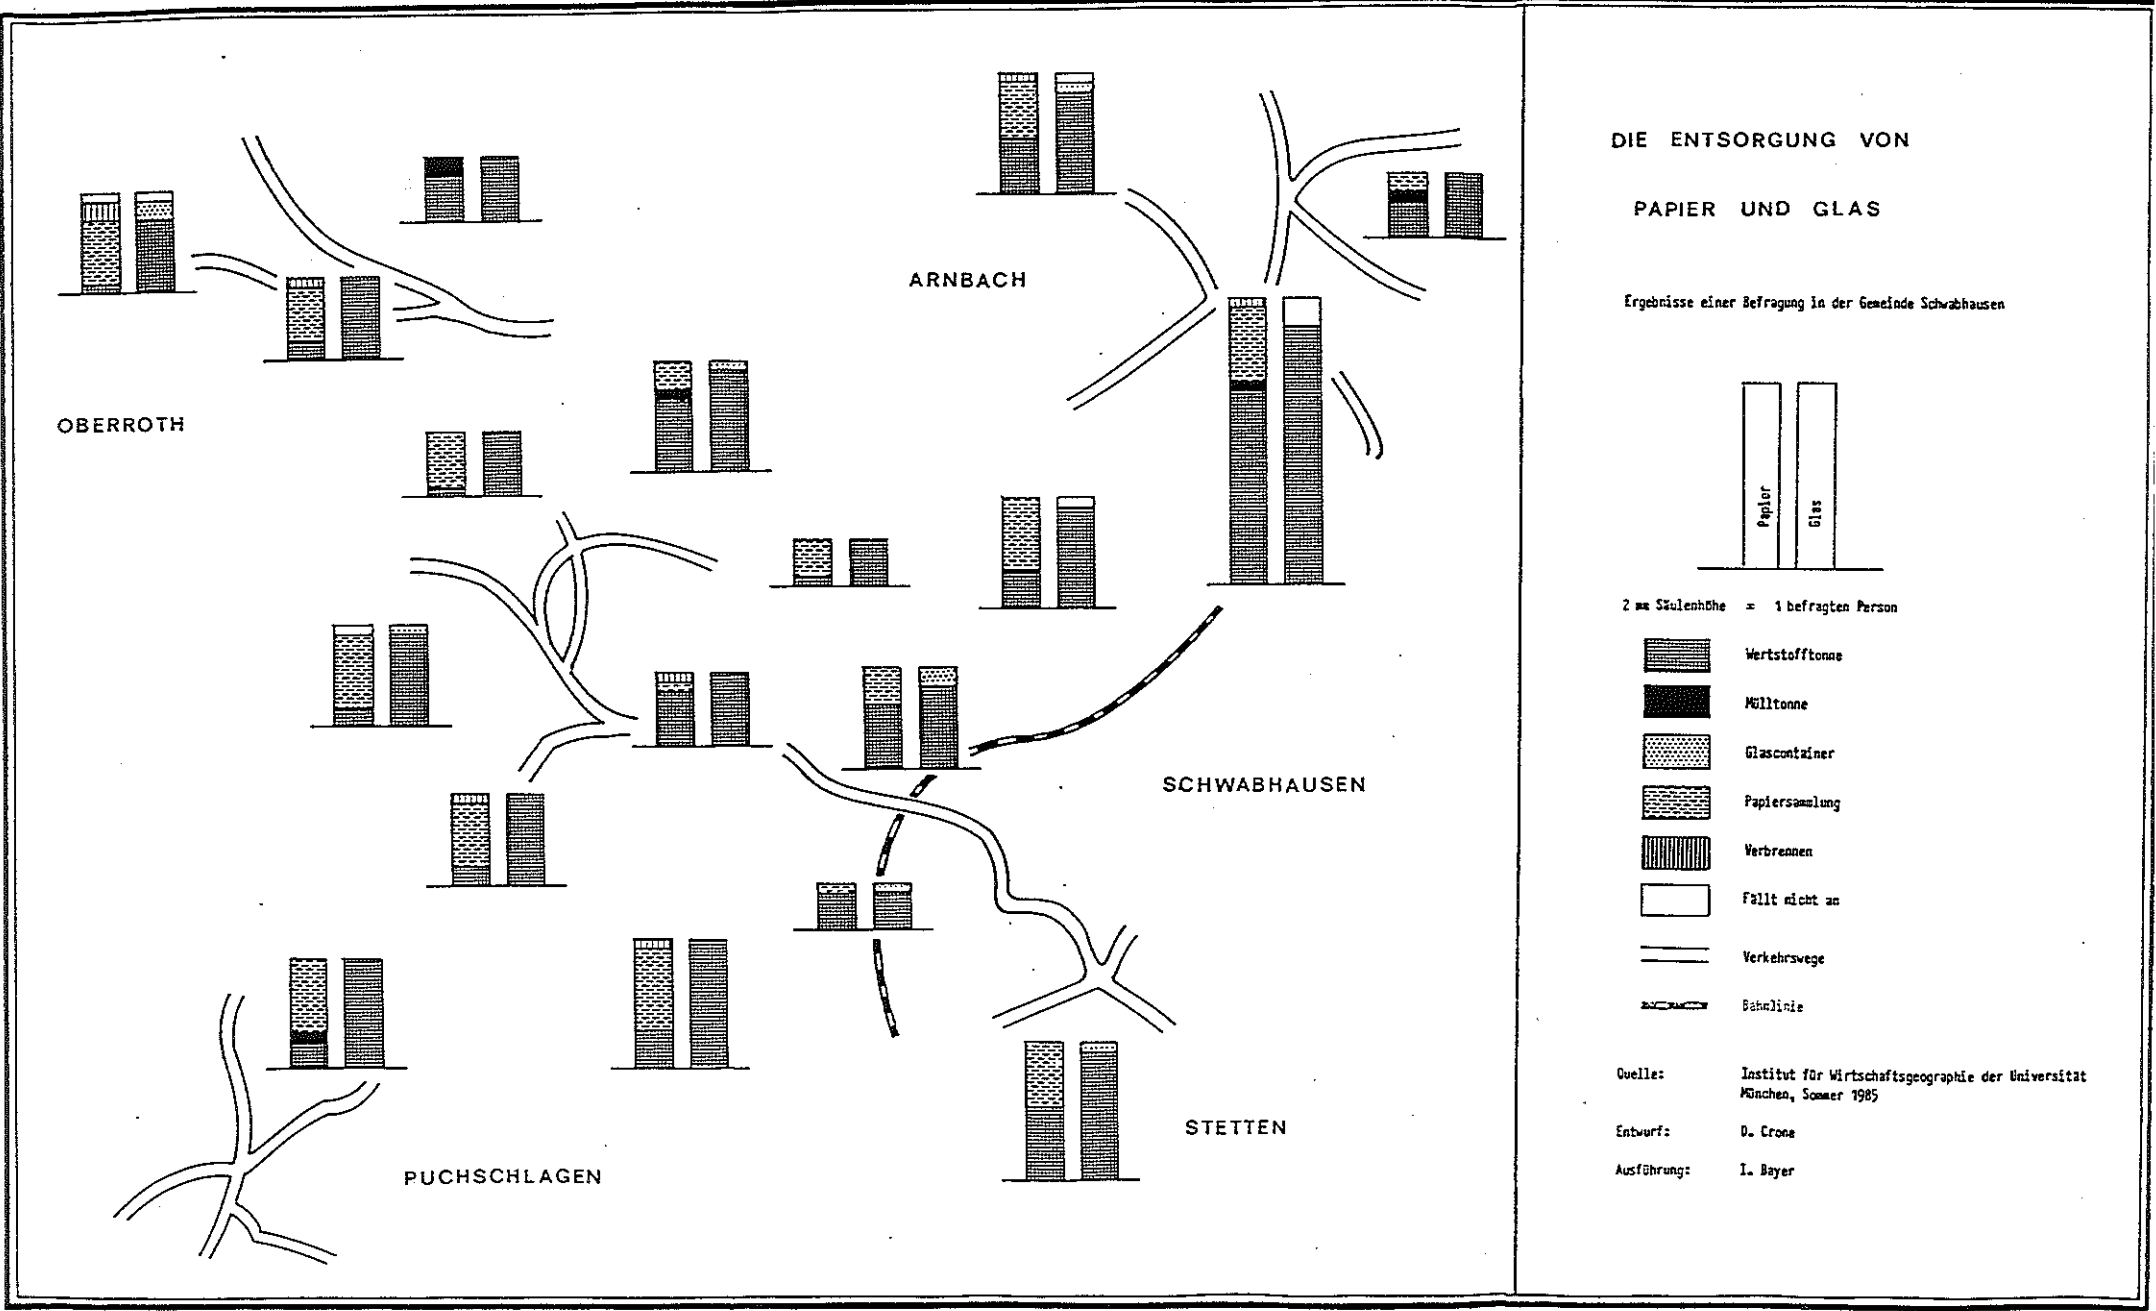 ARNBACH
OBERROTH
SCHWABHAUSEN
STETTEN
PUCHSCHLAGEN
DIE ENTSORGUNG VON
PAPIER UND GLAS
Ergebnisse einer Befragung in der Gemeinde Schwabhausen
Papier
Glas
2 mm Säulenhöhe = 1 befragten Person
Wertstofftonne
Mülltonne
Glascontainer
Papiersammlung
Verbrennen
Fällt nicht an
Verkehrswege
Bahnlinie
Quelle: Institut für Wirtschaftsgeographie der Universität
München, Sommer 1985
Entwurf: D. Crone
Ausführung: I. Bayer